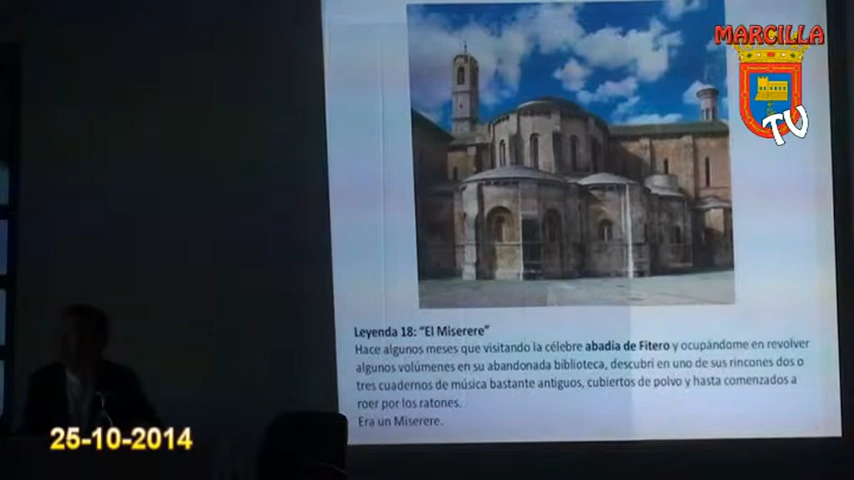 MARCILLA
TV
Leyenda 18: "El Miserere"
Hace algunos meses que visitando la célebre abadía de Fitero y ocupándome en revolver
algunos volúmenes en su abandonada biblioteca, descubrí en uno de sus rincones dos o
tres cuadernos de música bastante antiguos, cubiertos de polvo y hasta comenzados a
roer por los ratones.
Era un Miserere.
25-10-2014